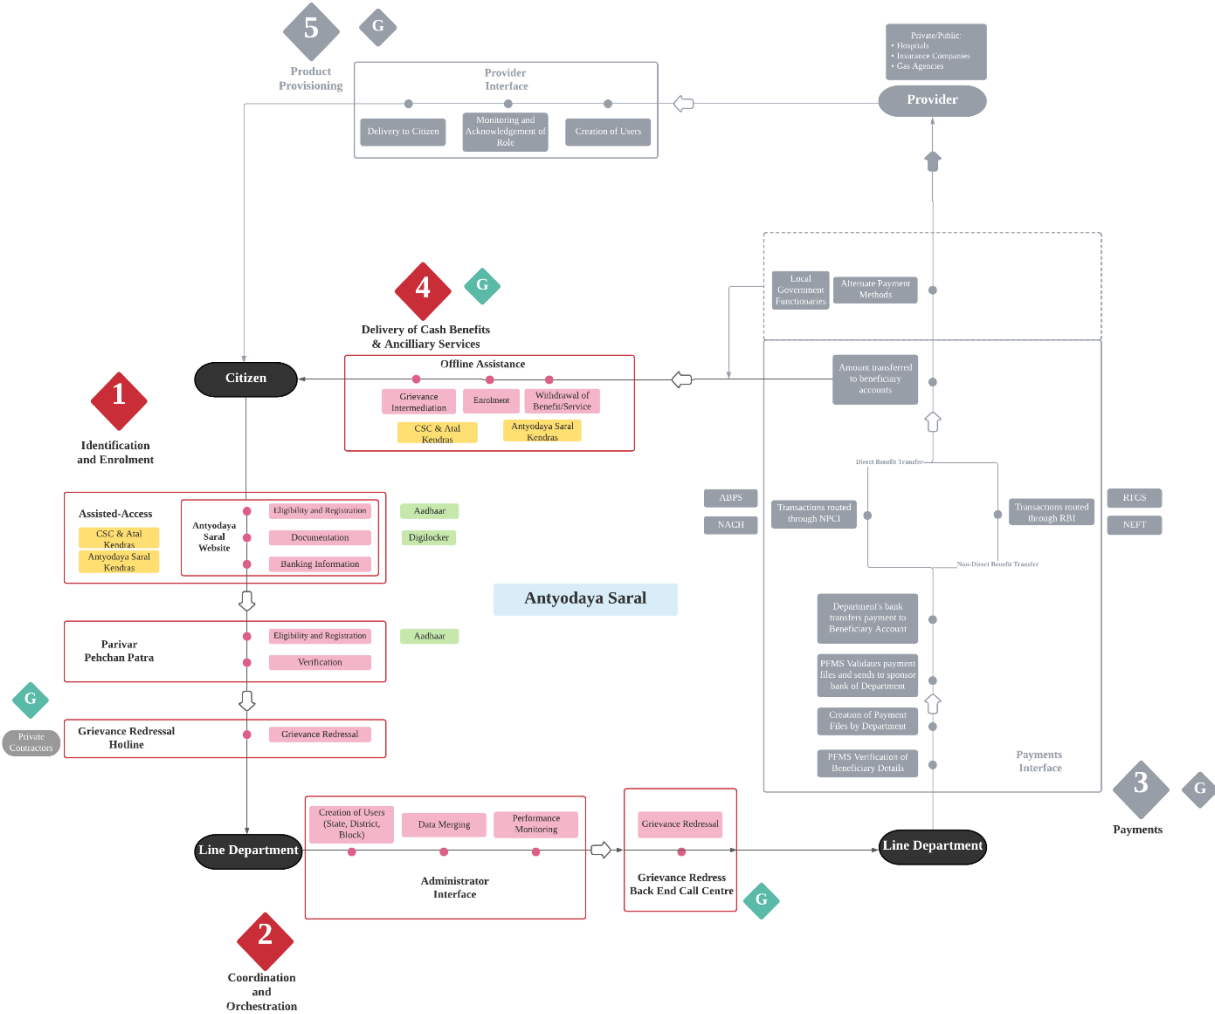 5
G
Product
Provisioning
Provider
Interface
Delivery to Citizen
Monitoring and
Acknowledgement of
Role
Creation of Users
Private/Public:
• Hospitals
• Insurance Companies
• Gas Agencies
Provider
4
G
Delivery of Cash Benefits
& Ancilliary Services
Offline Assistance
Grievance
Intermediation
Enrolment
Withdrawal of
Benefit/Service
CSC & Atal
Kendras
Antyodaya Saral
Kendras
Citizen
Local
Government
Functionaries
Alternate Payment
Methods
Amount transferred
to beneficiary
accounts
1
Identification
and Enrolment
Assisted-Access
CSC & Atal
Kendras
Antyodaya Saral
Kendras
Antyodaya
Saral
Website
Eligibility and Registration
Documentation
Banking Information
Aadhaar
Digilocker
Direct Benefit Transfer
ABPS
NACH
Transactions routed
through NPCI
Transactions routed
through RBI
RTGS
NEFT
Non-Direct Benefit Transfer
Antyodaya Saral
Parivar
Pehchan Patra
Eligibility and Registration
Verification
Aadhaar
Department's bank
transfers payment to
Beneficiary Account
PFMS Validates payment
files and sends to sponsor
bank of Department
Creation of Payment
Files by Department
PFMS Verification of
Beneficiary Details
Payments
Interface
G
Private
Contractors
Grievance Redressal
Hotline
Grievance Redressal
3
G
Payments
Line Department
Creation of Users
(State, District,
Block)
Data Merging
Performance
Monitoring
Administrator
Interface
Grievance Redressal
Grievance Redress
Back End Call Centre
G
Line Department
2
Coordination
and
Orchestration